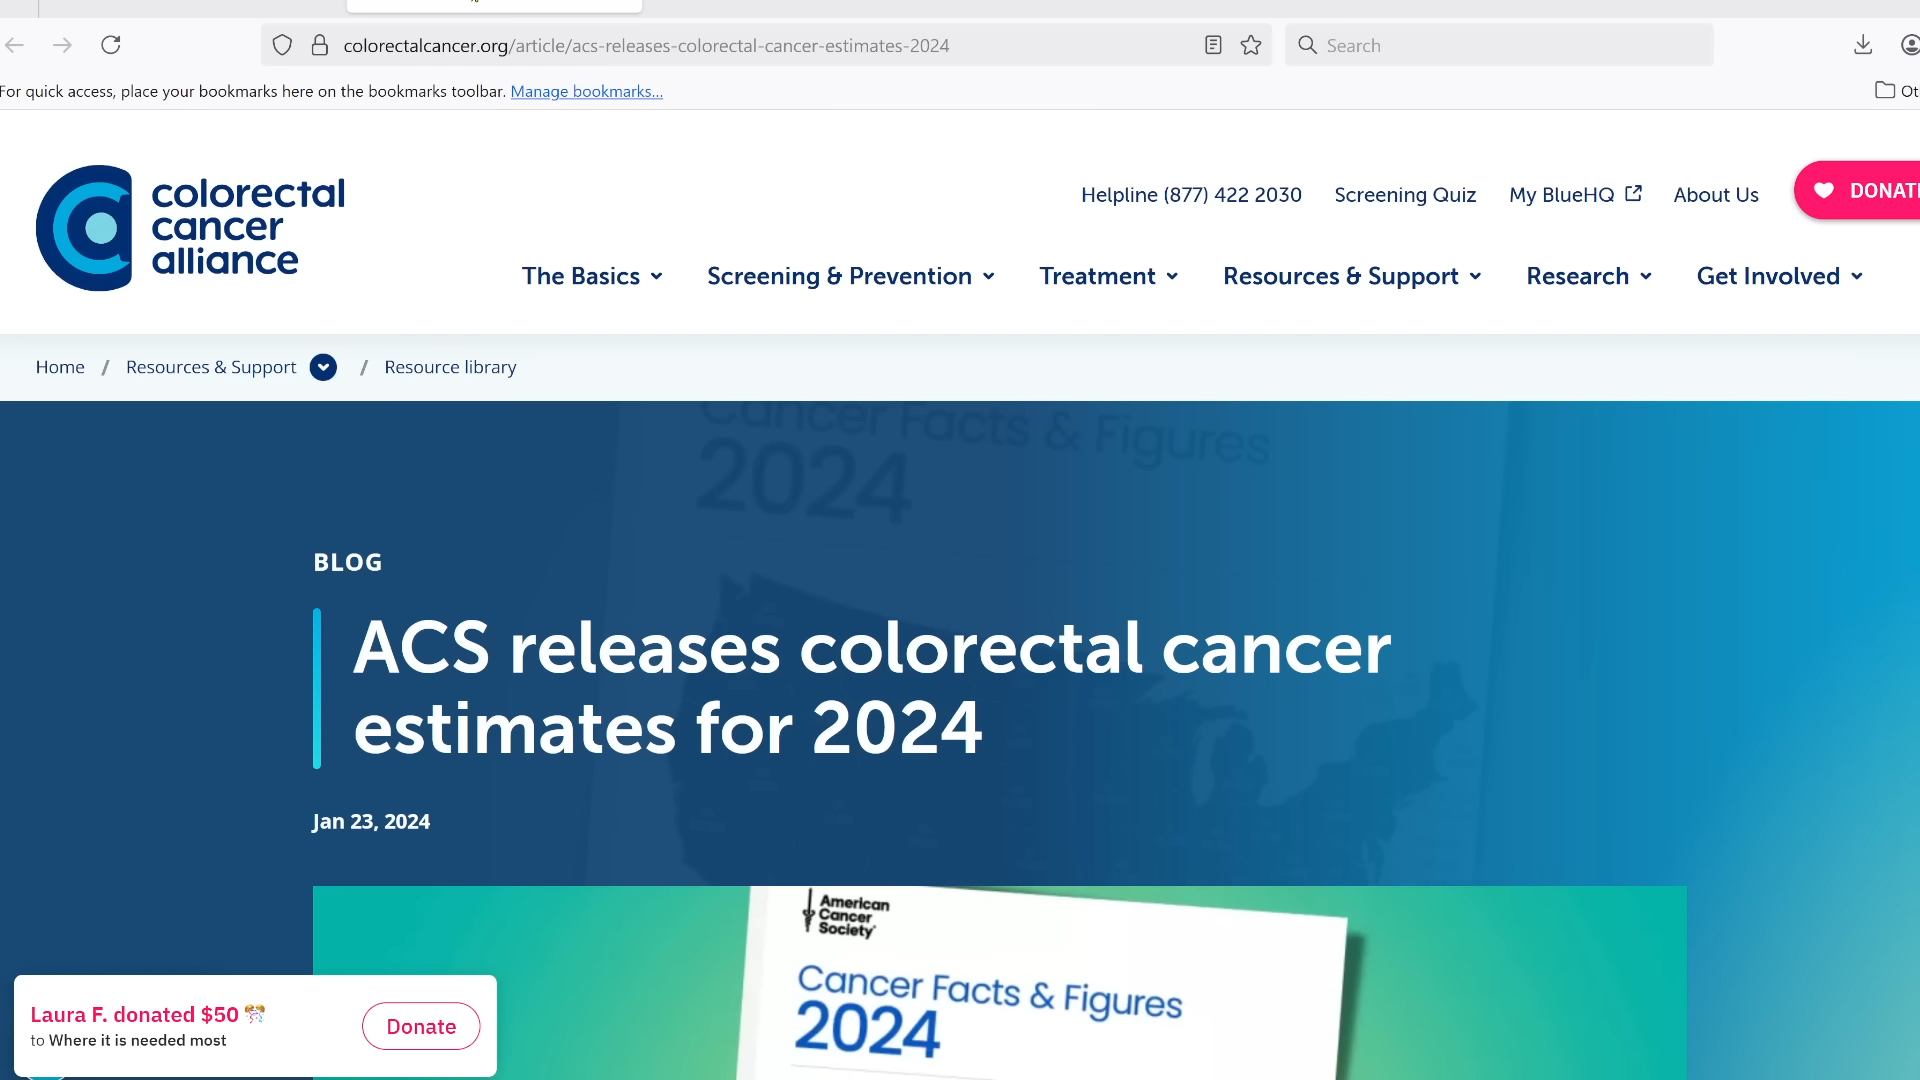 colorectalcancer.org/article/acs-releases-colorectal-cancer-estimates-2024
Search
For quick access, place your bookmarks here on the bookmarks toolbar. Manage bookmarks...
colorectal
cancer
alliance
Helpline (877) 422 2030 Screening Quiz My BlueHQ About Us
DONATE
The Basics Screening & Prevention Treatment Resources & Support Research Get Involved
Home / Resources & Support / Resource library
Cancer Facts & Figures
2024
BLOG
ACS releases colorectal cancer
estimates for 2024
Jan 23, 2024
American
Cancer
Society
Cancer Facts & Figures
2024
Laura F. donated $50 🎊
to Where it is needed most
Donate